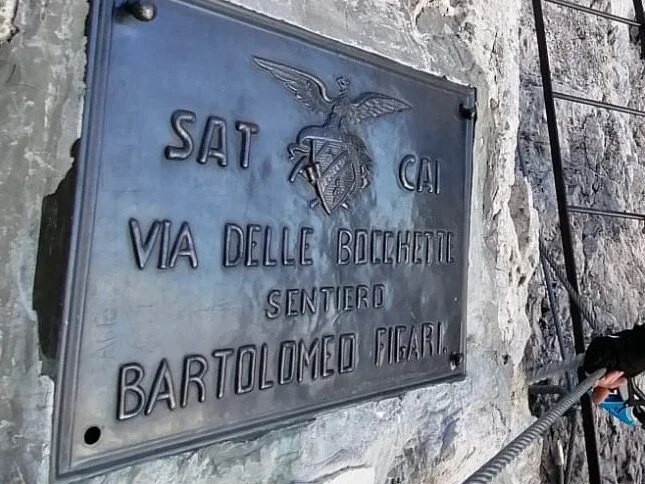 SAT CAI
VIA DELLE BOCCHETTE
SENTIERO
BARTOLOMEO FIGARI.